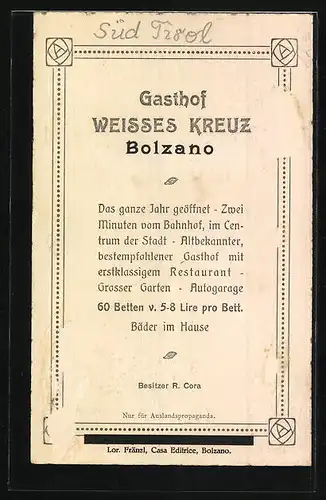 Süd Tirol
Gasthof
WEISSES KREUZ
Bolzano
Das ganze Jahr geöffnet - Zwei
Minuten vom Bahnhof, im Cen-
trum der Stadt - Altbekannter,
bestempfohlener Gasthof mit
erstklassigem Restaurant -
Grosser Garten - Autogarage
60 Betten v. 5-8 Lire pro Bett.
Bäder im Hause
Besitzer R. Cora
Nur für Auslandspropaganda.
Lor. Fränzl, Casa Editrice, Bolzano.